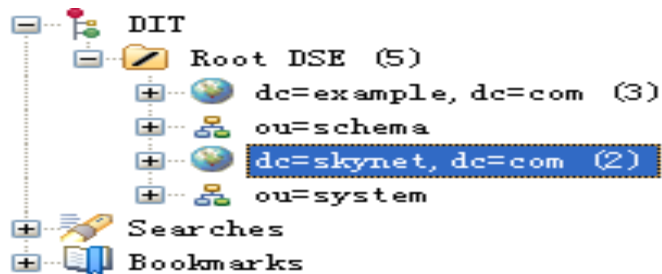 DIT
Root DSE (5)
dc=example,dc=com (3)
ou=schema
dc=skynet,dc=com (2)
ou=system
Searches
Bookmarks